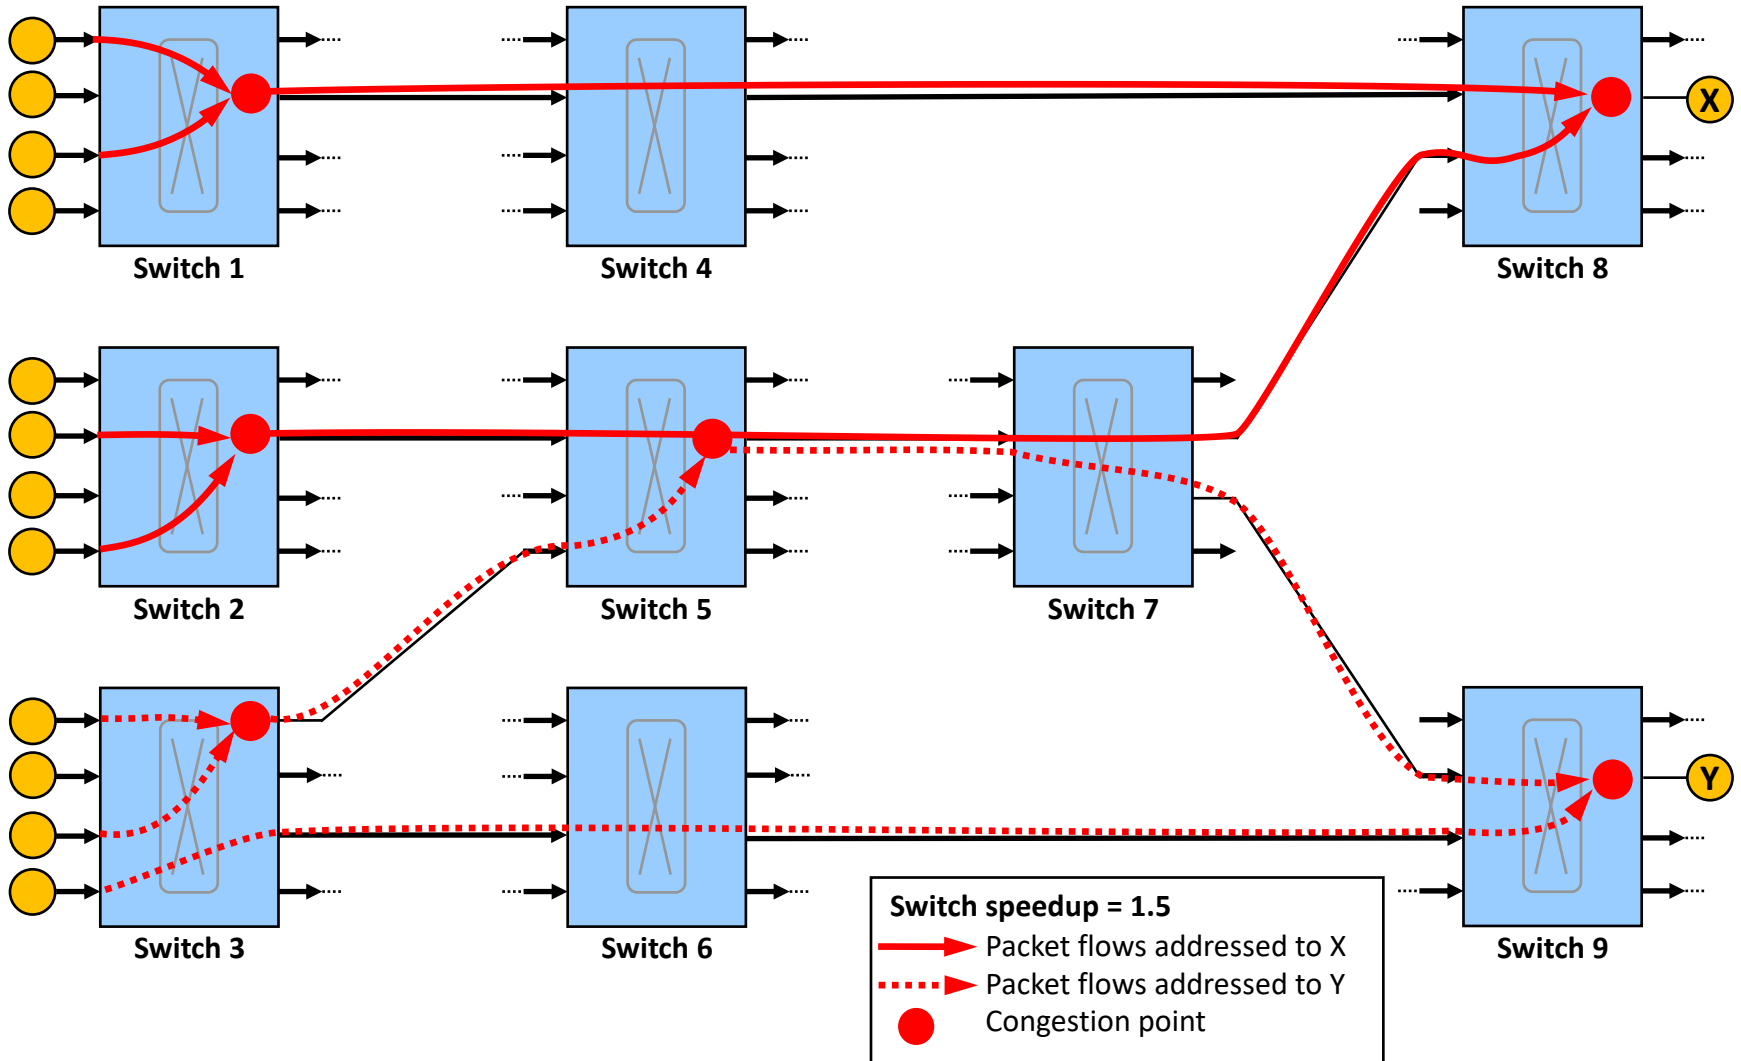 X
Switch 1
Switch 4
Switch 8
Switch 2
Switch 5
Switch 7
Y
Switch 3
Switch 6
Switch 9
Switch speedup = 1.5
Packet flows addressed to X
Packet flows addressed to Y
Congestion point